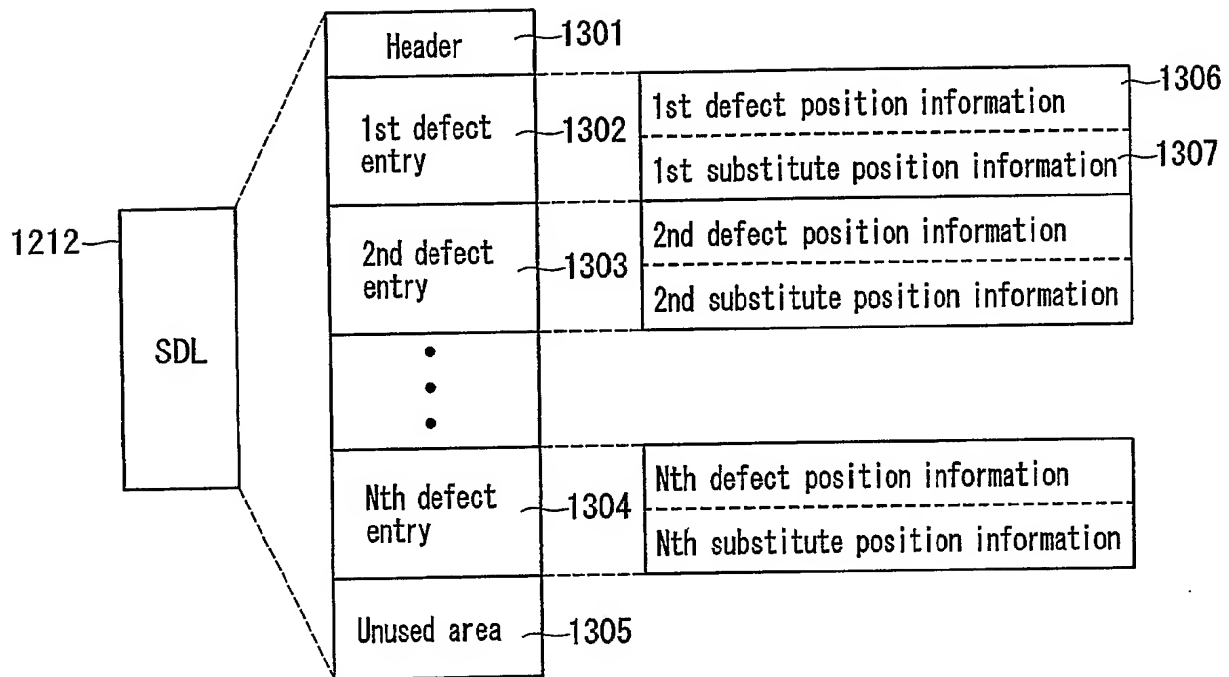 Header
1301
1st defect
entry
1302
1st defect position information
1306
1st substitute position information
1307
1212
SDL
2nd defect
entry
1303
2nd defect position information
2nd substitute position information
Nth defect
entry
1304
Nth defect position information
Nth substitute position information
Unused area
1305